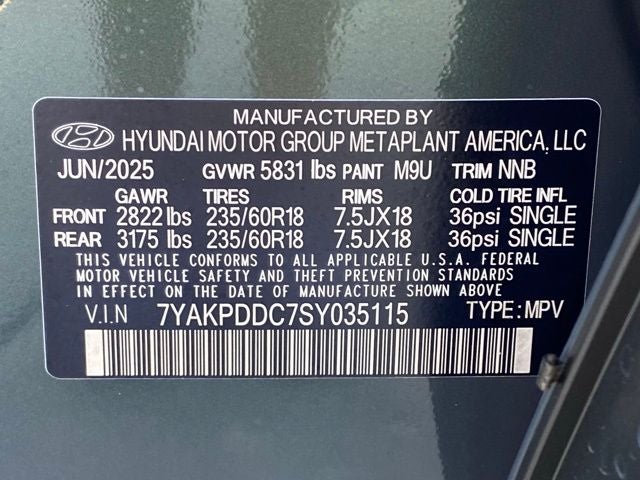 MANUFACTURED BY
HYUNDAI MOTOR GROUP METAPLANT AMERICA, LLC
JUN/2025 GVWR 5831 lbs PAINT M9U TRIM NNB
GAWR TIRES RIMS COLD TIRE INFL
FRONT 2822 lbs 235/60R18 7.5JX18 36psi SINGLE
REAR 3175 lbs 235/60R18 7.5JX18 36psi SINGLE
THIS VEHICLE CONFORMS TO ALL APPLICABLE U.S.A. FEDERAL
MOTOR VEHICLE SAFETY AND THEFT PREVENTION STANDARDS
IN EFFECT ON THE DATE OF MANUFACTURE SHOWN ABOVE
V.I.N 7YAKPDDC7SY035115 TYPE: MPV